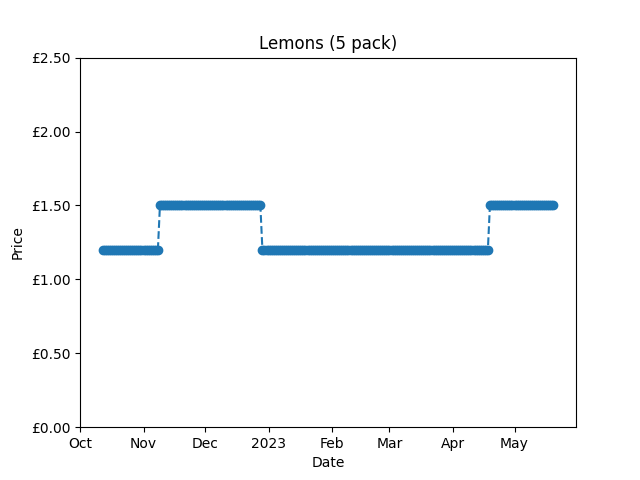 Lemons (5 pack)
£2.50
£2.00
£1.50
£1.00
£0.50
£0.00
Price
Oct Nov Dec 2023 Feb Mar Apr May
Date